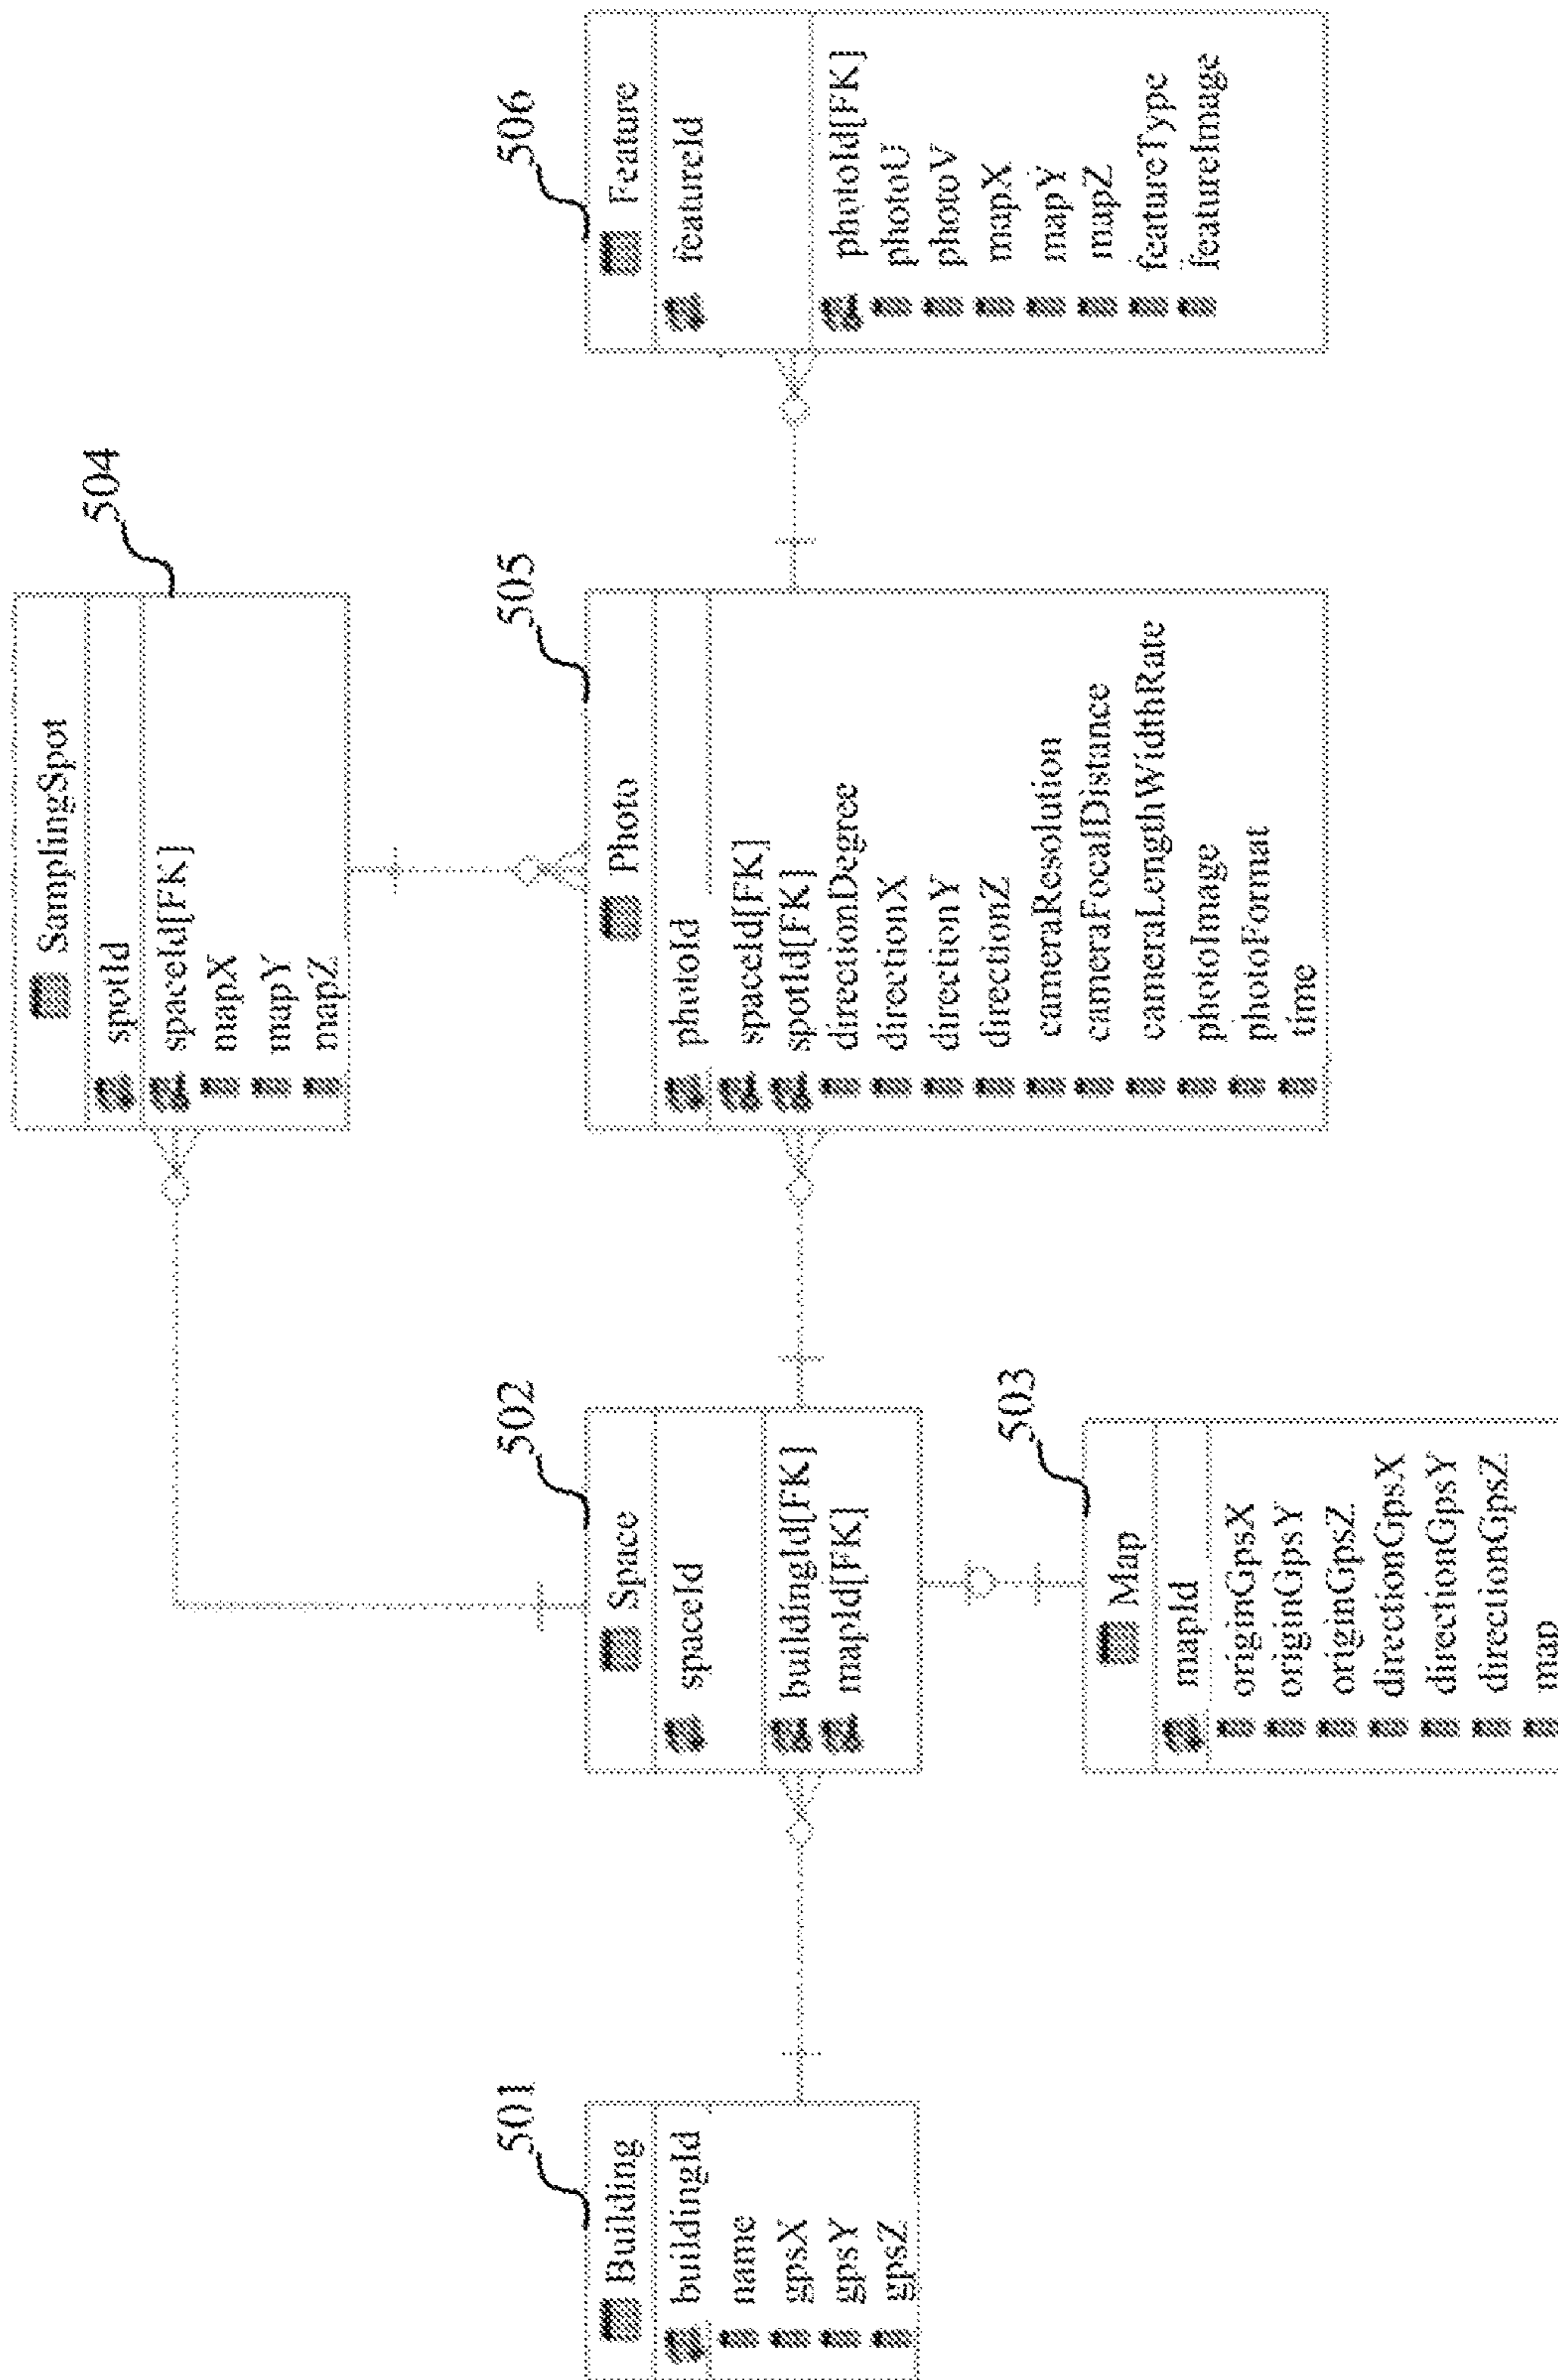 501
Building
buildingId
name
gpsX
gpsY
gpsZ
502
Space
spaceId
buildingId[FK]
mapId[FK]
503
Map
mapId
originGpsX
originGpsY
originGpsZ
directionGpsX
directionGpsY
directionGpsZ
map
504
SamplingSpot
spotId
spaceId[FK]
mapX
mapY
mapZ
505
Photo
photoId
spaceId[FK]
spotId[FK]
directionDegree
directionX
directionY
directionZ
cameraResolution
cameraFocalDistance
cameraLengthWidthRate
photoImage
photoFormat
time
506
Feature
featureId
photoId[FK]
photoU
photoV
mapX
mapY
mapZ
featureType
featureImage